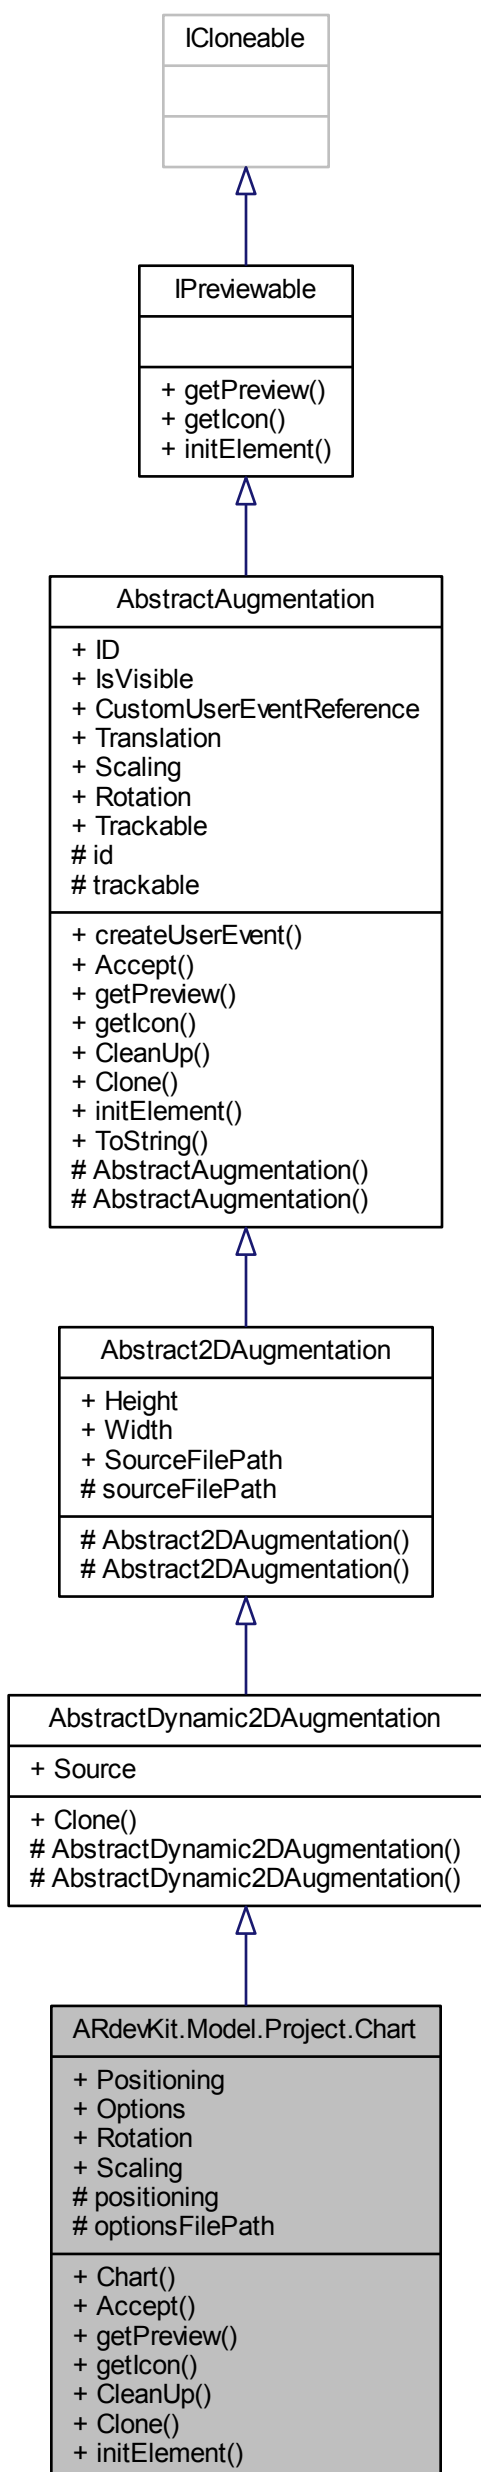 ICloneable
IPreviewable
+ getPreview()
+ getIcon()
+ initElement()
AbstractAugmentation
+ ID
+ IsVisible
+ CustomUserEventReference
+ Translation
+ Scaling
+ Rotation
+ Trackable
# id
# trackable
+ createUserEvent()
+ Accept()
+ getPreview()
+ getIcon()
+ CleanUp()
+ Clone()
+ initElement()
+ ToString()
# AbstractAugmentation()
# AbstractAugmentation()
Abstract2DAugmentation
+ Height
+ Width
+ SourceFilePath
# sourceFilePath
# Abstract2DAugmentation()
# Abstract2DAugmentation()
AbstractDynamic2DAugmentation
+ Source
+ Clone()
# AbstractDynamic2DAugmentation()
# AbstractDynamic2DAugmentation()
ARdevKit.Model.Project.Chart
+ Positioning
+ Options
+ Rotation
+ Scaling
# positioning
# optionsFilePath
+ Chart()
+ Accept()
+ getPreview()
+ getIcon()
+ CleanUp()
+ Clone()
+ initElement()